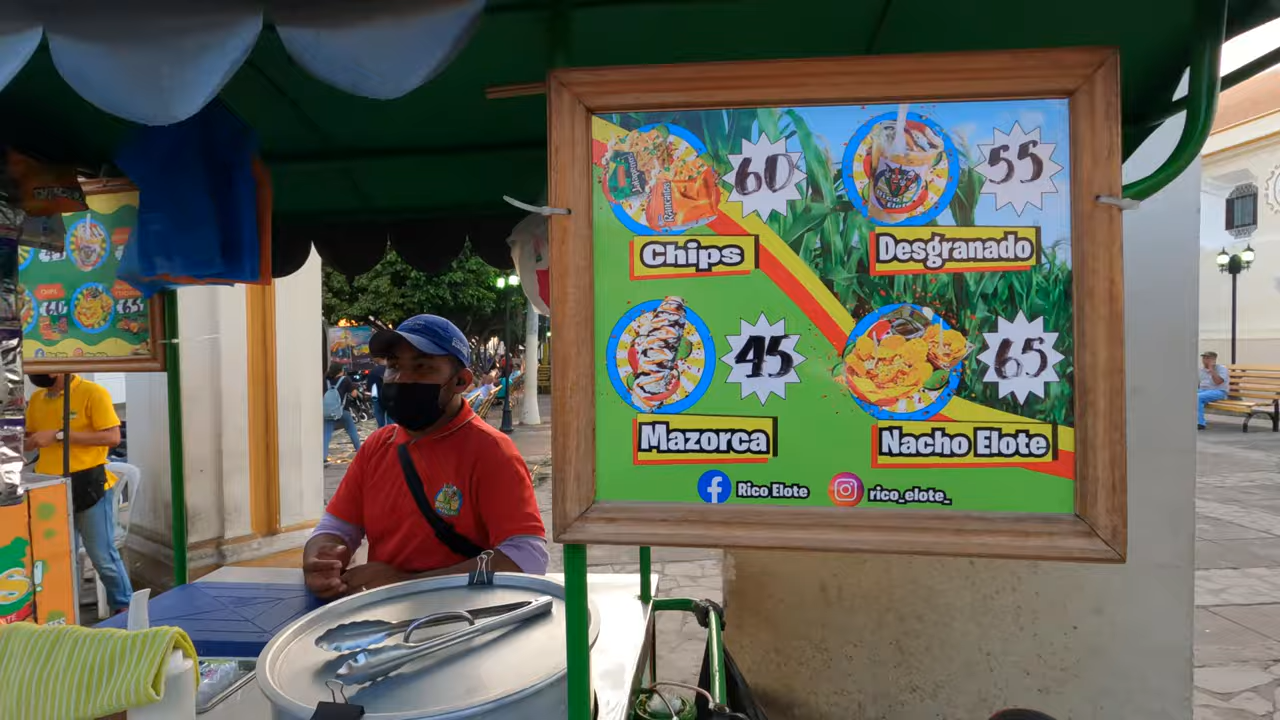 60
55
Chips
Desgranado
45
65
Mazorca
Nacho Elote
Rico Elote
rico_elote_